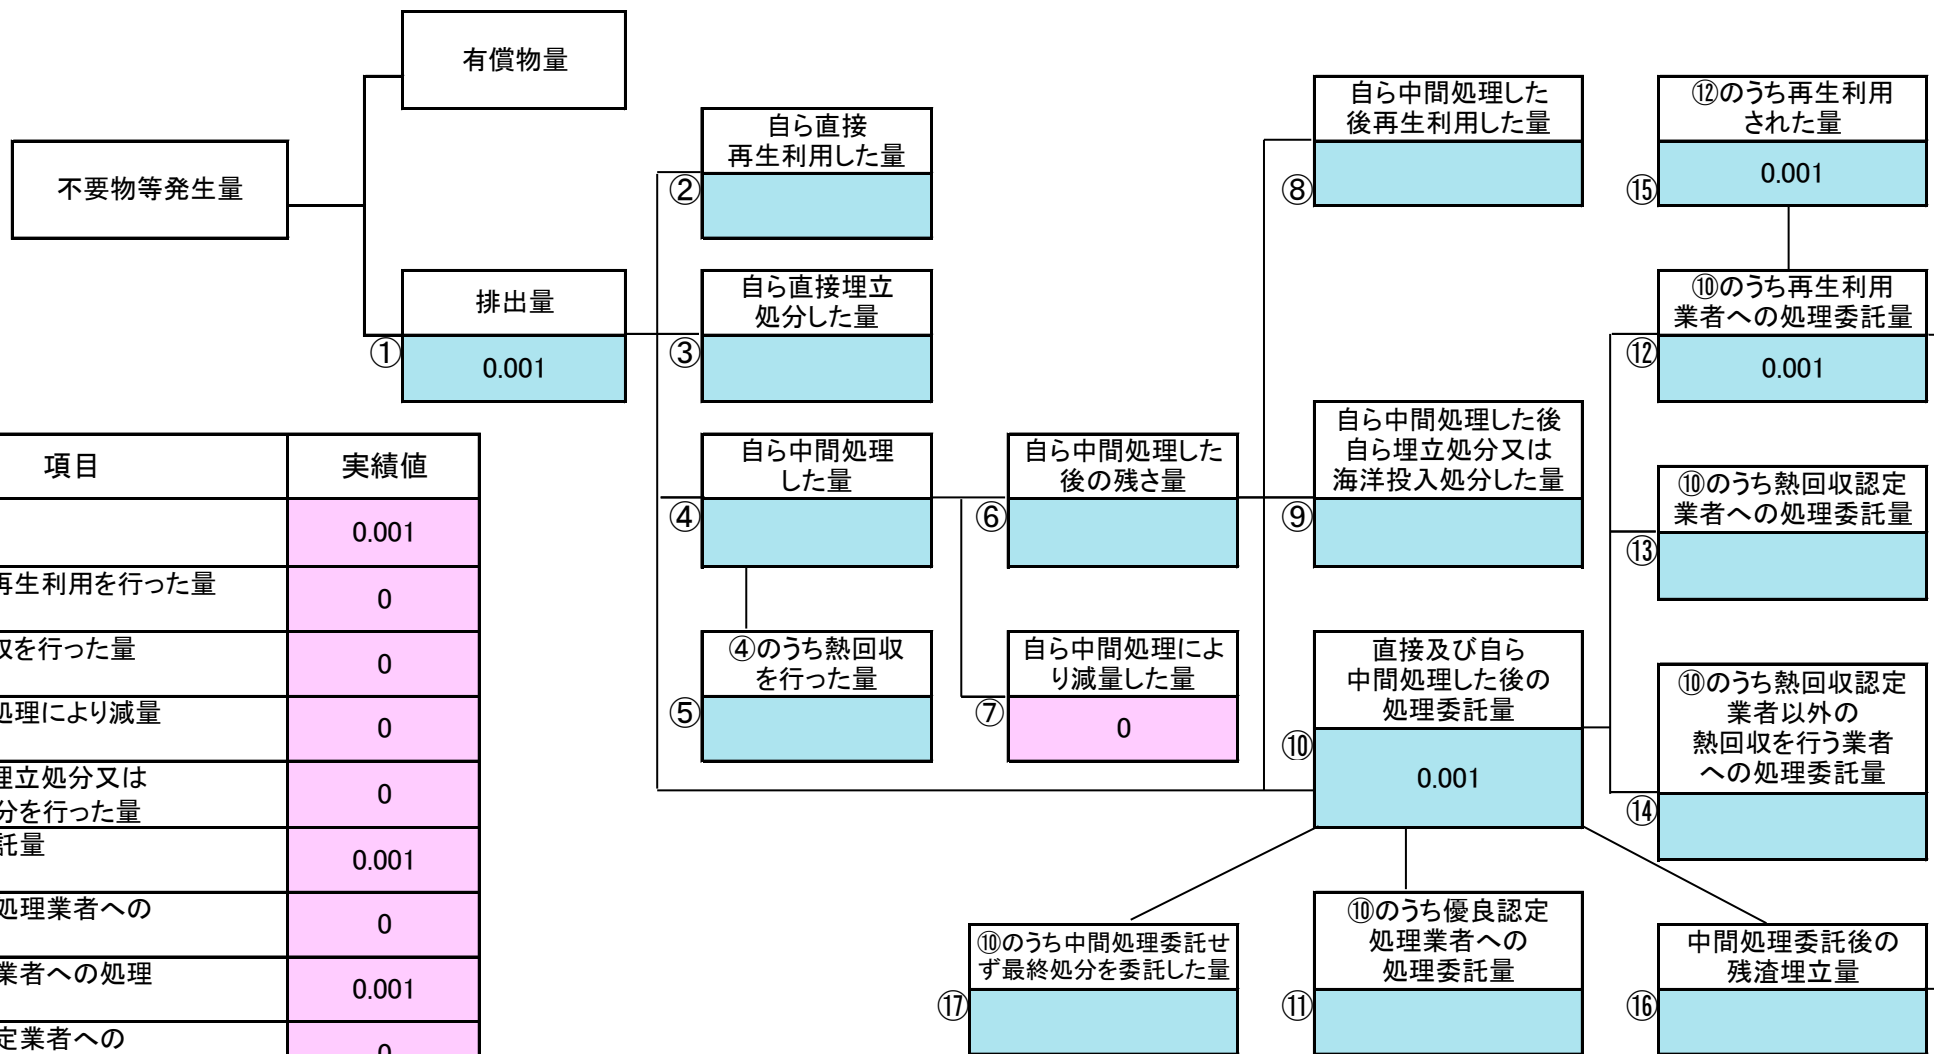 有償物量
不要物等発生量
排出量
①
0.001
自ら直接
再生利用した量
②
自ら直接埋立
処分した量
③
自ら中間処理
した量
④
④のうち熱回収
を行った量
⑤
自ら中間処理した
後の残さ量
⑥
自ら中間処理によ
り減量した量
⑦
0
自ら中間処理した
後再生利用した量
⑧
自ら中間処理した後
自ら埋立処分又は
海洋投入処分した量
⑨
直接及び自ら
中間処理した後の
処理委託量
⑩
0.001
⑫のうち再生利用
された量
⑮
0.001
⑩のうち再生利用
業者への処理委託量
⑫
0.001
⑩のうち熱回収認定
業者への処理委託量
⑬
⑩のうち熱回収認定
業者以外の
熱回収を行う業者
への処理委託量
⑭
⑩のうち中間処理委託せ
ず最終処分を委託した量
⑰
⑩のうち優良認定
処理業者への
処理委託量
⑪
中間処理委託後の
残渣埋立量
⑯
項目
実績値
0.001
再生利用を行った量
0
収を行った量
0
処理により減量
0
埋立処分又は
分を行った量
0
託量
0.001
処理業者への
0
業者への処理
0.001
定業者への
0